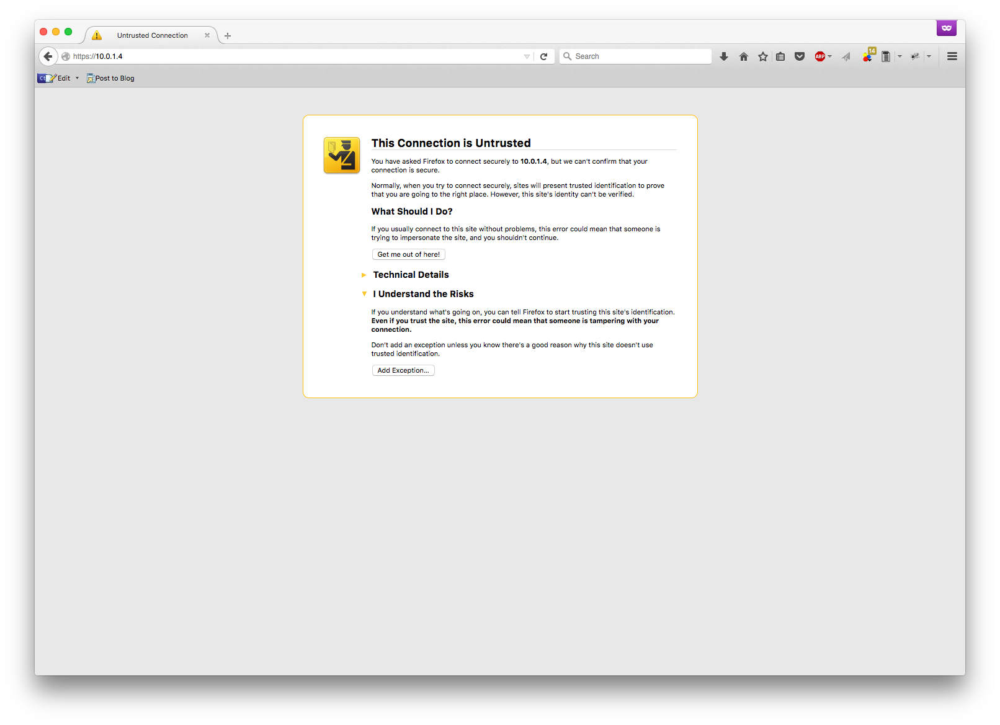 Untrusted Connection
https://10.0.1.4
Search
ABP
14
Edit
Post to Blog
This Connection is Untrusted
You have asked Firefox to connect securely to 10.0.1.4, but we can't confirm that your
connection is secure.
Normally, when you try to connect securely, sites will present trusted identification to prove
that you are going to the right place. However, this site's identity can't be verified.
What Should I Do?
If you usually connect to this site without problems, this error could mean that someone is
trying to impersonate the site, and you shouldn't continue.
Get me out of here!
Technical Details
I Understand the Risks
If you understand what's going on, you can tell Firefox to start trusting this site's identification.
Even if you trust the site, this error could mean that someone is tampering with your
connection.
Don't add an exception unless you know there's a good reason why this site doesn't use
trusted identification.
Add Exception...